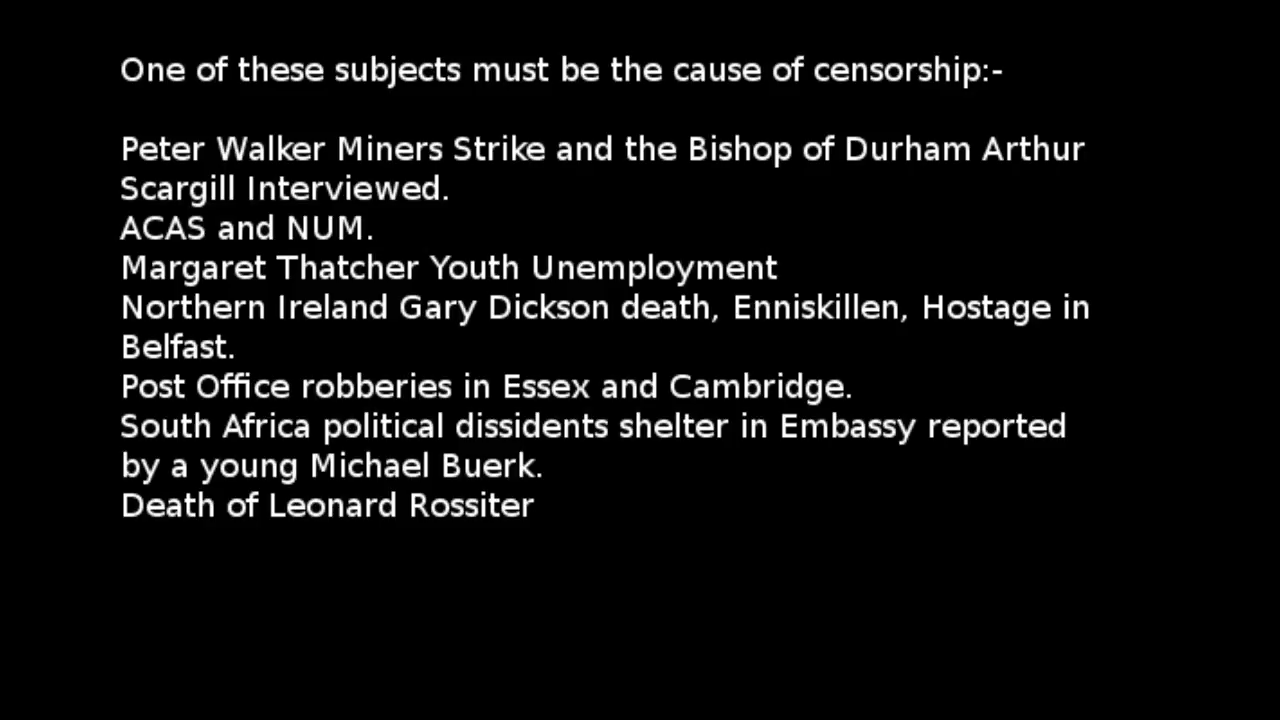 One of these subjects must be the cause of censorship:-
Peter Walker Miners Strike and the Bishop of Durham Arthur
Scargill Interviewed.
ACAS and NUM.
Margaret Thatcher Youth Unemployment
Northern Ireland Gary Dickson death, Enniskillen, Hostage in
Belfast.
Post Office robberies in Essex and Cambridge.
South Africa political dissidents shelter in Embassy reported
by a young Michael Buerk.
Death of Leonard Rossiter